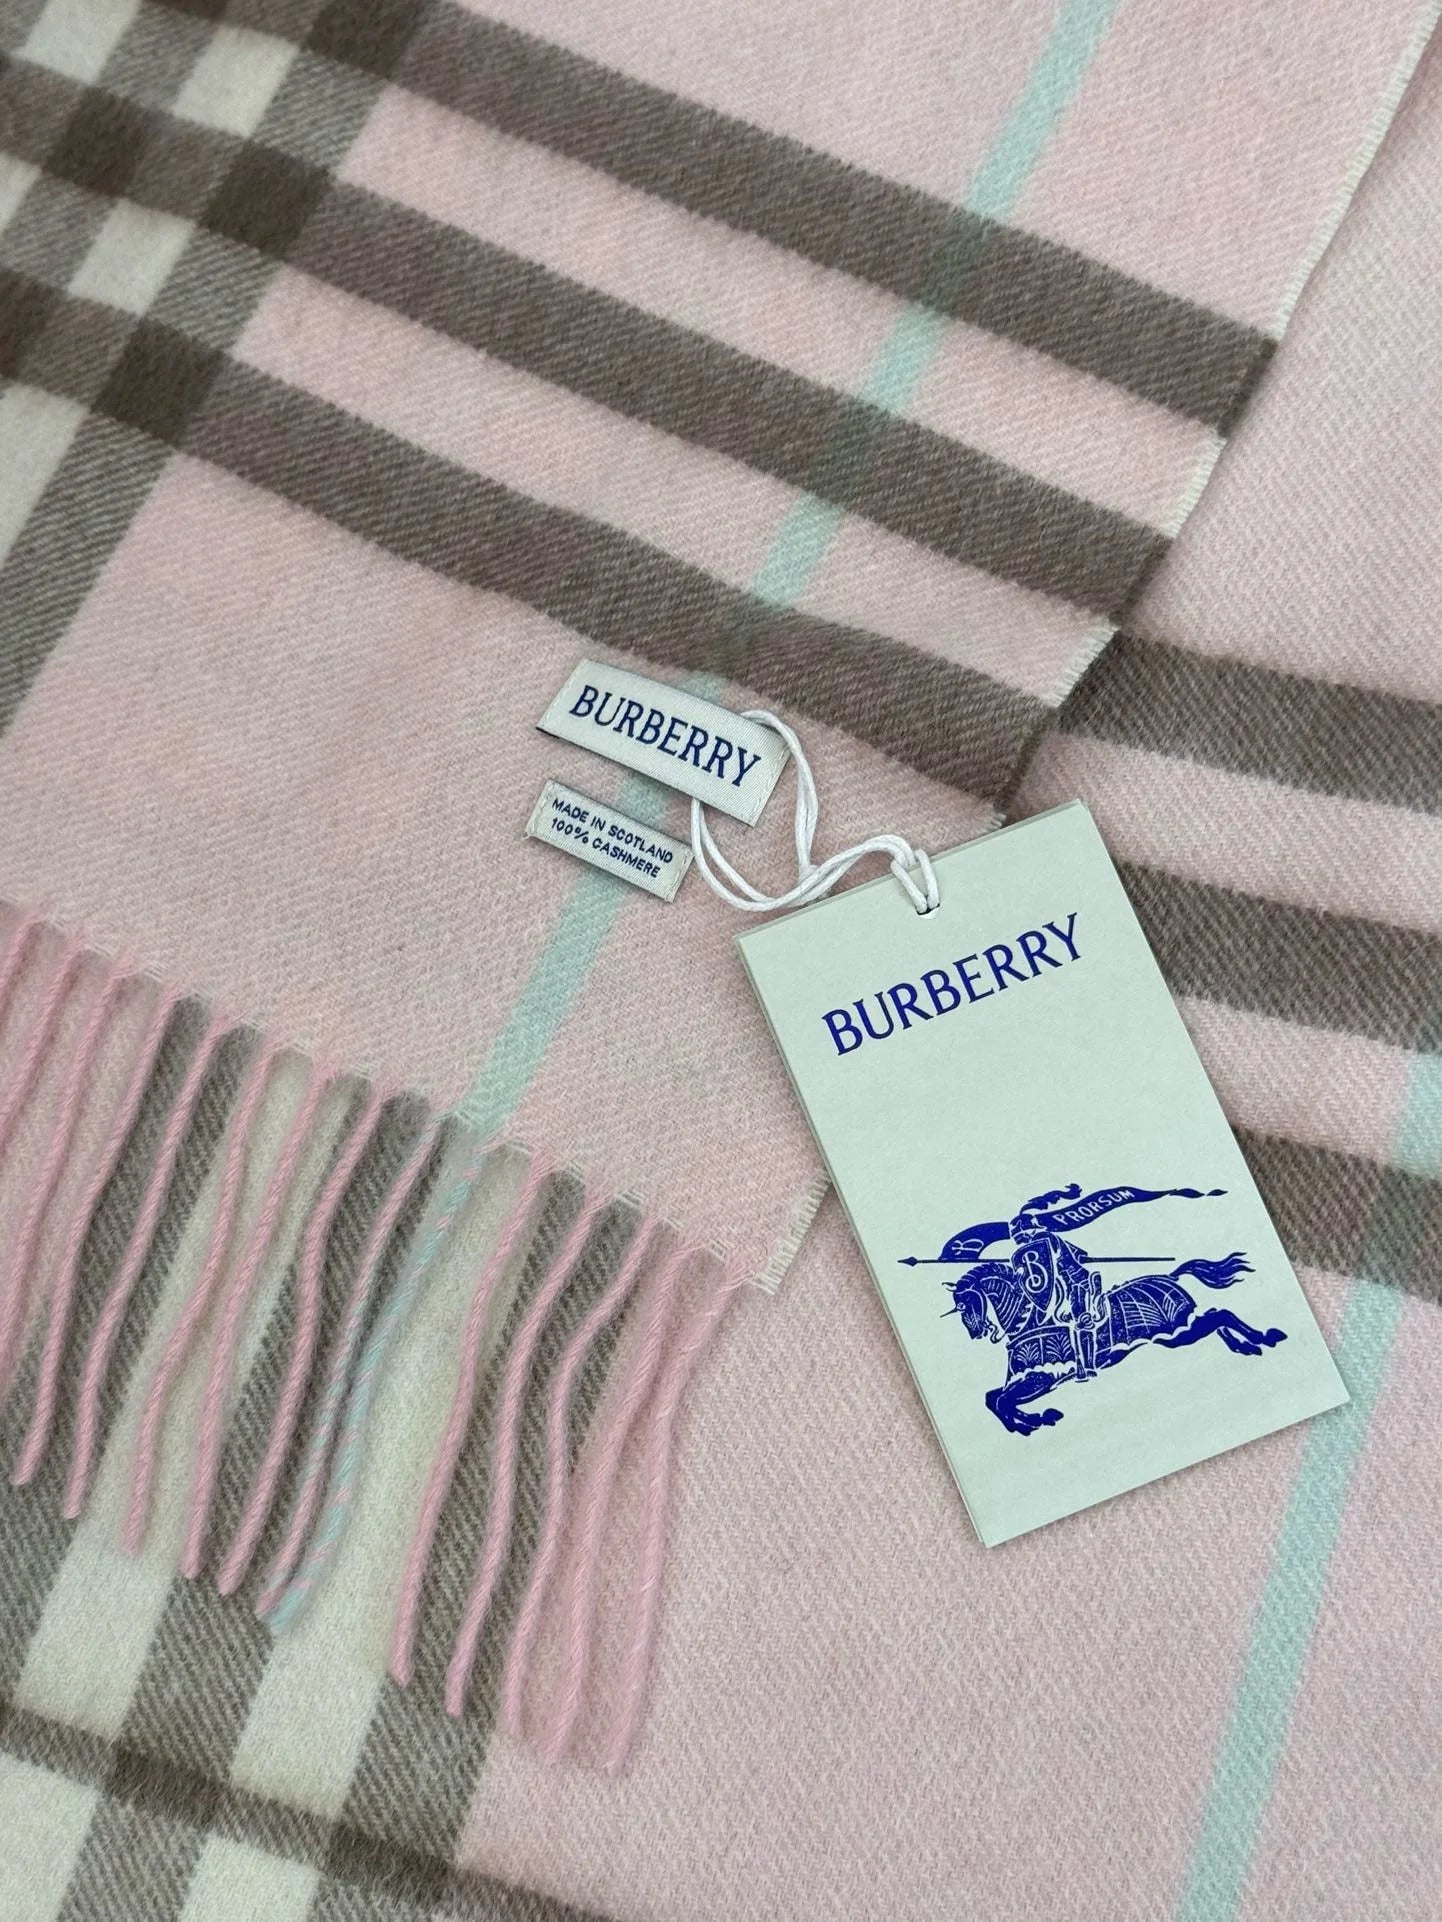 BURBERRY
MADE IN SCOTLAND
100% CASHMERE
BURBERRY
PRORSUM
B
B